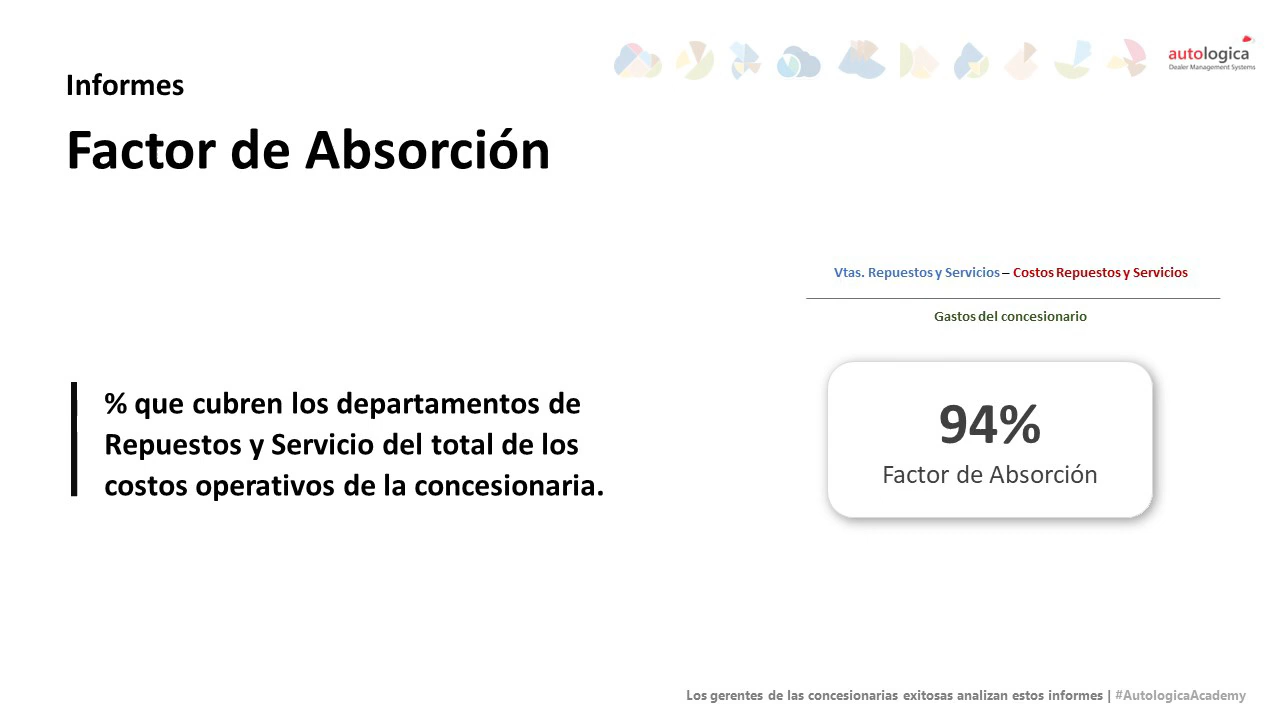 autologica
Dealer Management Systems
Informes
Factor de Absorción
Vtas. Repuestos y Servicios – Costos Repuestos y Servicios
Gastos del concesionario
% que cubren los departamentos de
Repuestos y Servicio del total de los
costos operativos de la concesionaria.
94%
Factor de Absorción
Los gerentes de las concesionarias exitosas analizan estos informes | #AutologicaAcademy